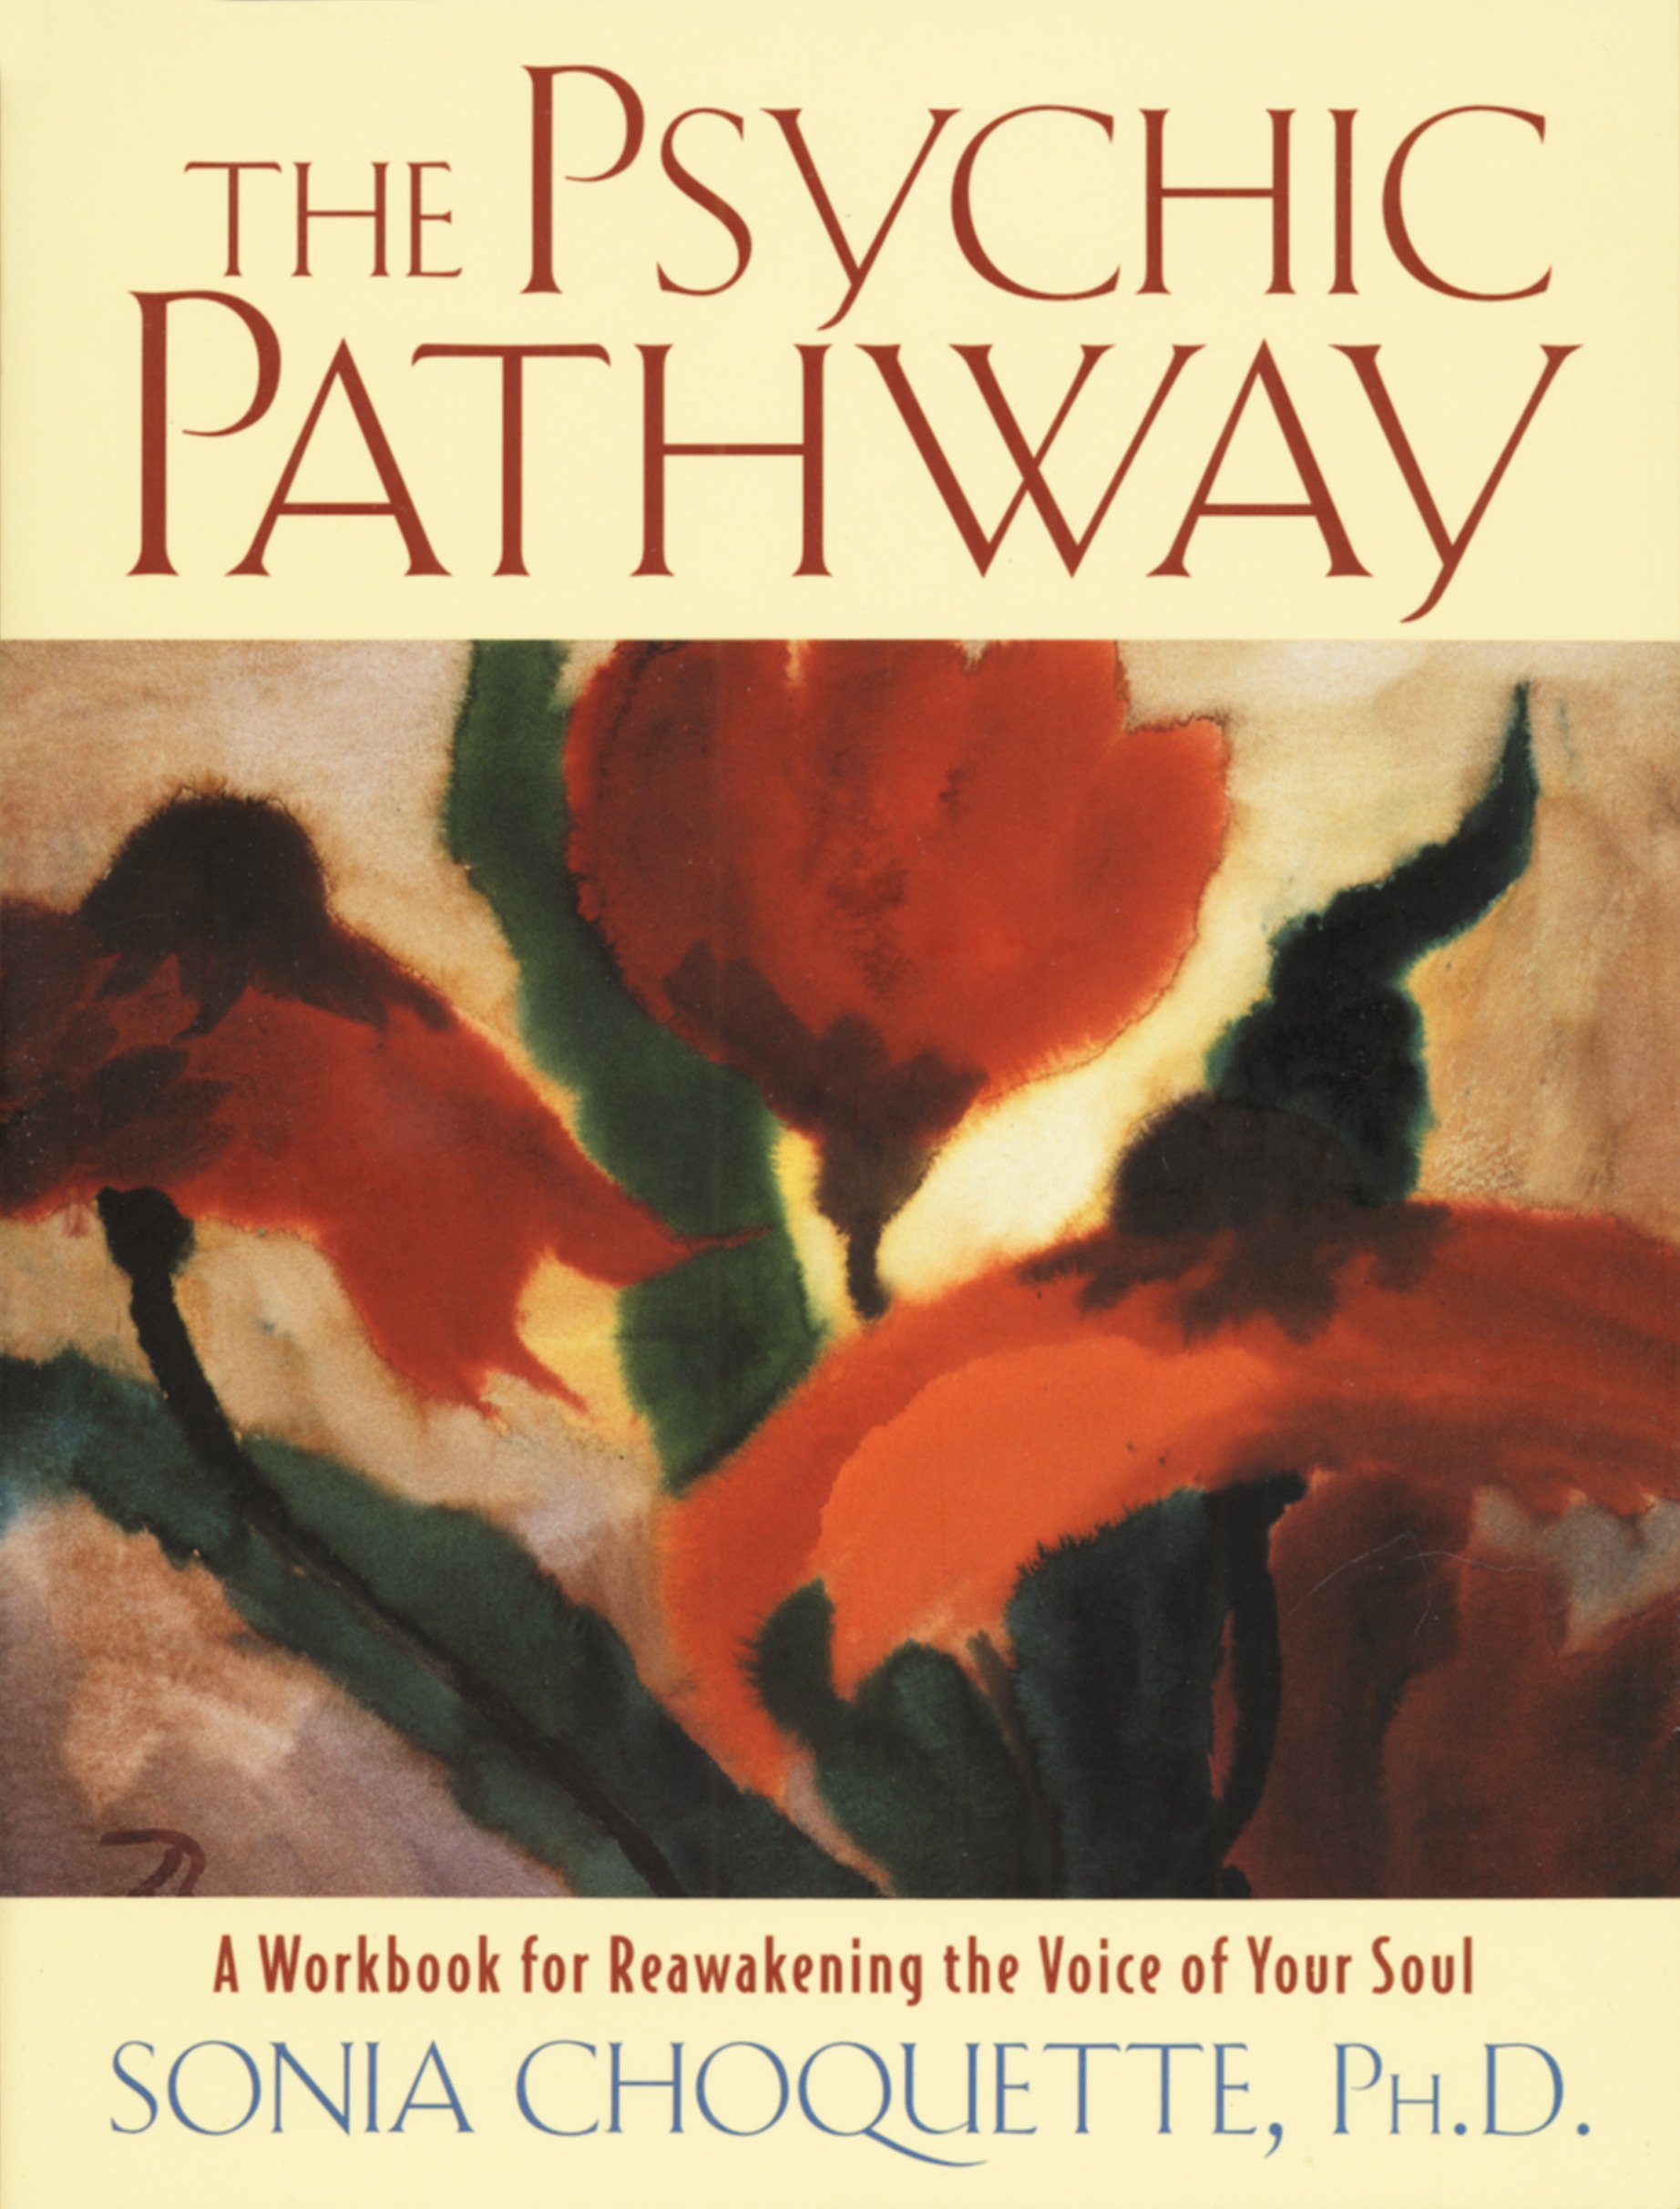 THE PSYCHIC
PATHWAY
A Workbook for Reawakening the Voice of Your Soul
SONIA CHOQUETTE, PH.D.